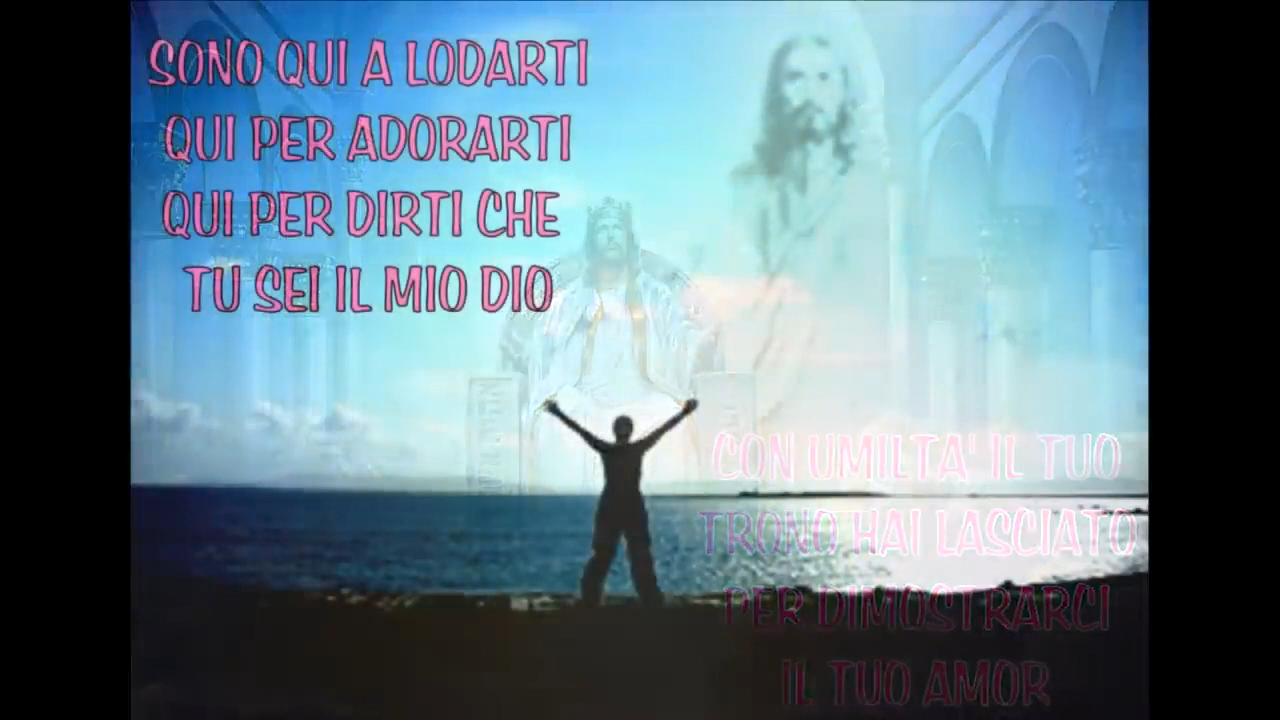 SONO QUI A LODARTI
QUI PER ADORARTI
QUI PER DIRTI CHE
TU SEI IL MIO DIO
CON UMILTA' IL TUO
TRONO HAI LASCIATO
PER DIMOSTRARCI
IL TUO AMOR